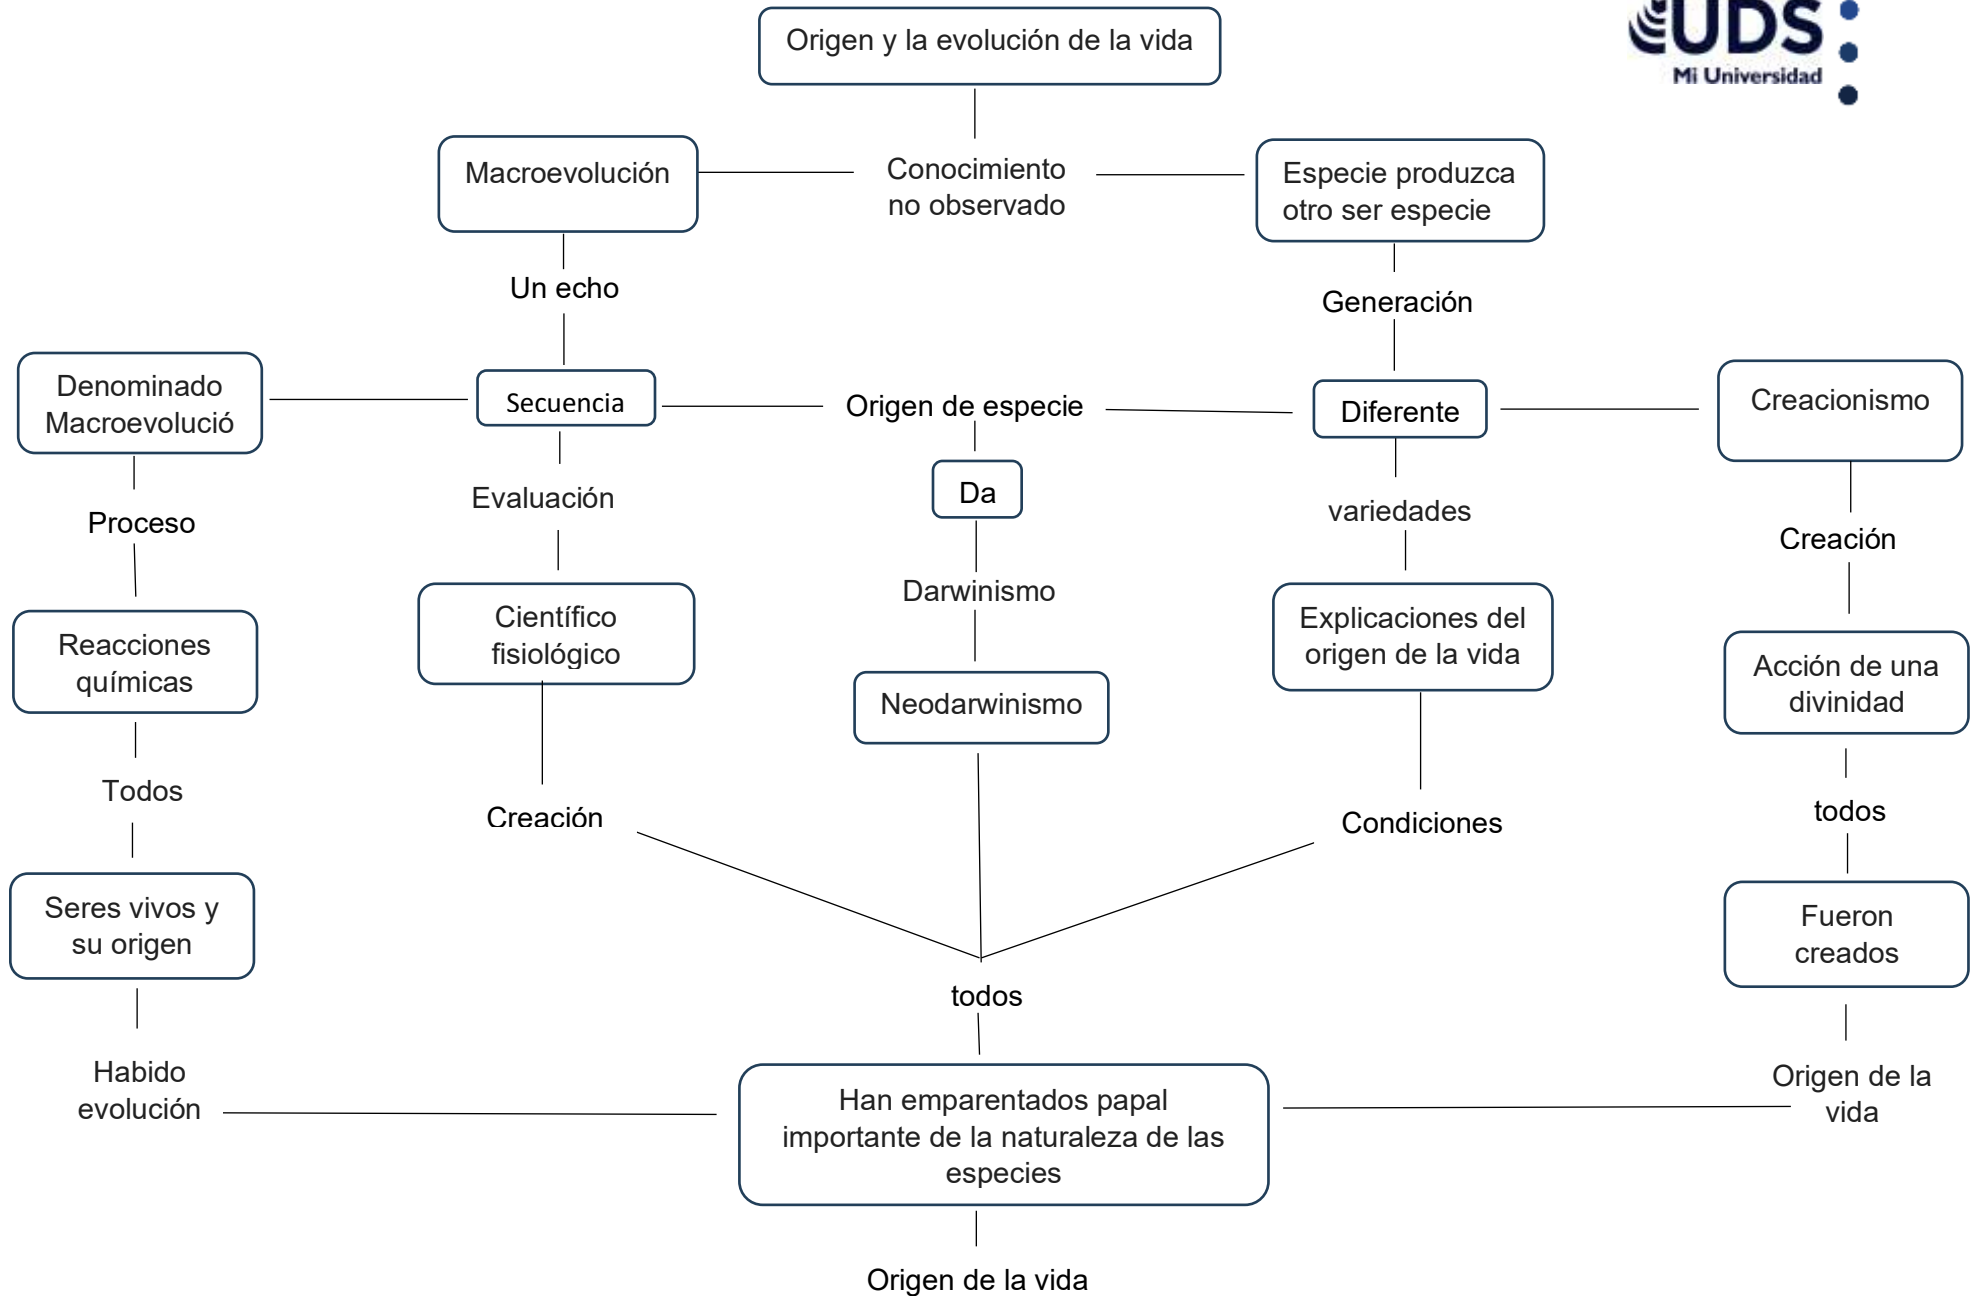 Origen y la evolución de la vida
UDS
Mi Universidad
Macroevolución
Conocimiento
no observado
Especie produzca
otro ser especie
Un echo
Generación
Denominado
Macroevolució
Secuencia
Origen de especie
Diferente
Creacionismo
Proceso
Evaluación
Da
variedades
Creación
Reacciones
químicas
Científico
fisiológico
Darwinismo
Neodarwinismo
Explicaciones del
origen de la vida
Acción de una
divinidad
Todos
Creación
Condiciones
todos
Seres vivos y
su origen
Fueron
creados
todos
Habido
evolución
Han emparentados papal
importante de la naturaleza de las
especies
Origen de la
vida
Origen de la vida